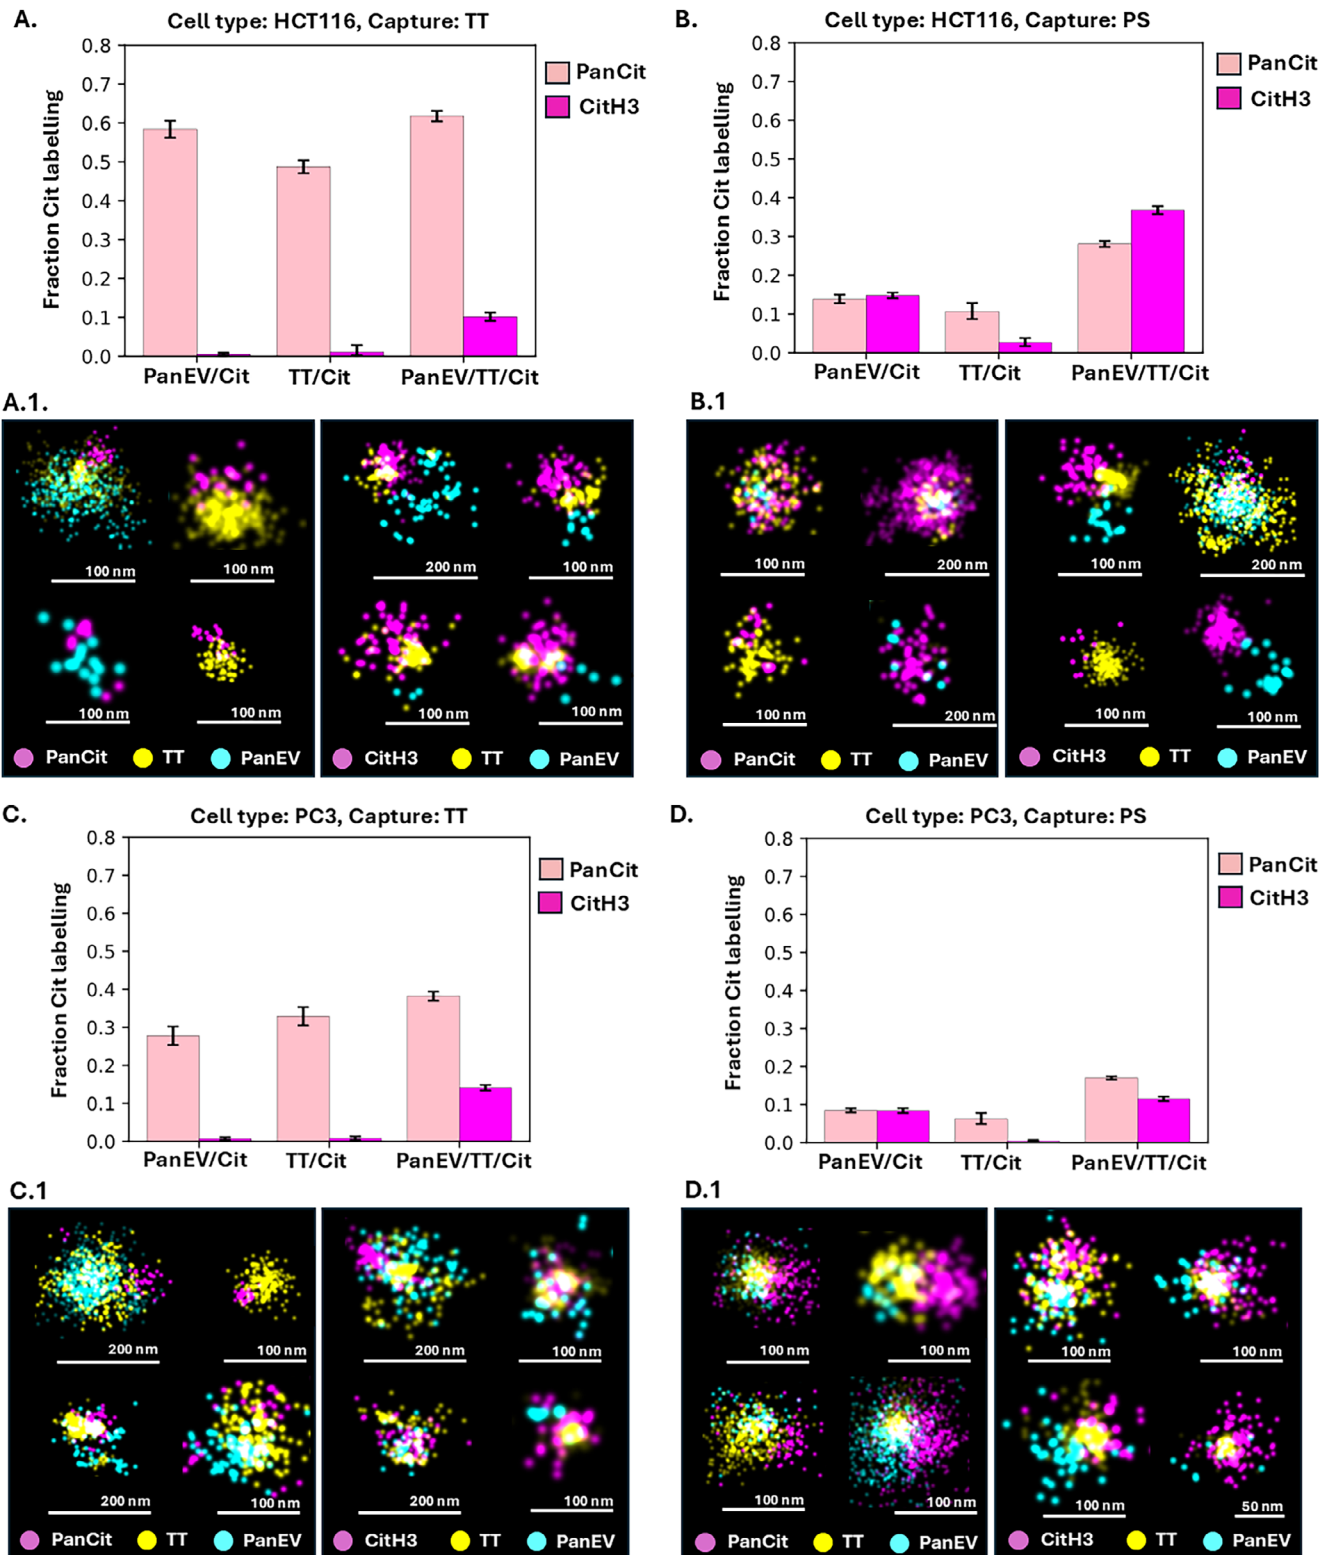 A.
Cell type: HCT116, Capture: TT
Fraction Cit labelling
0.8
0.7
0.6
0.5
0.4
0.3
0.2
0.1
0.0
PanEV/Cit
TT/Cit
PanEV/TT/Cit
PanCit
CitH3
B.
Cell type: HCT116, Capture: PS
Fraction Cit labelling
0.8
0.7
0.6
0.5
0.4
0.3
0.2
0.1
0.0
PanEV/Cit
TT/Cit
PanEV/TT/Cit
PanCit
CitH3
A.1.
100 nm
100 nm
100 nm
100 nm
PanCit TT PanEV
200 nm
100 nm
100 nm
100 nm
CitH3 TT PanEV
B.1
100 nm
200 nm
100 nm
200 nm
PanCit TT PanEV
100 nm
200 nm
100 nm
100 nm
CitH3 TT PanEV
C.
Cell type: PC3, Capture: TT
Fraction Cit labelling
0.8
0.7
0.6
0.5
0.4
0.3
0.2
0.1
0.0
PanEV/Cit
TT/Cit
PanEV/TT/Cit
PanCit
CitH3
D.
Cell type: PC3, Capture: PS
Fraction Cit labelling
0.8
0.7
0.6
0.5
0.4
0.3
0.2
0.1
0.0
PanEV/Cit
TT/Cit
PanEV/TT/Cit
PanCit
CitH3
C.1
200 nm
100 nm
200 nm
100 nm
PanCit TT PanEV
200 nm
100 nm
200 nm
100 nm
CitH3 TT PanEV
D.1
100 nm
100 nm
100 nm
100 nm
PanCit TT PanEV
100 nm
100 nm
100 nm
50 nm
CitH3 TT PanEV